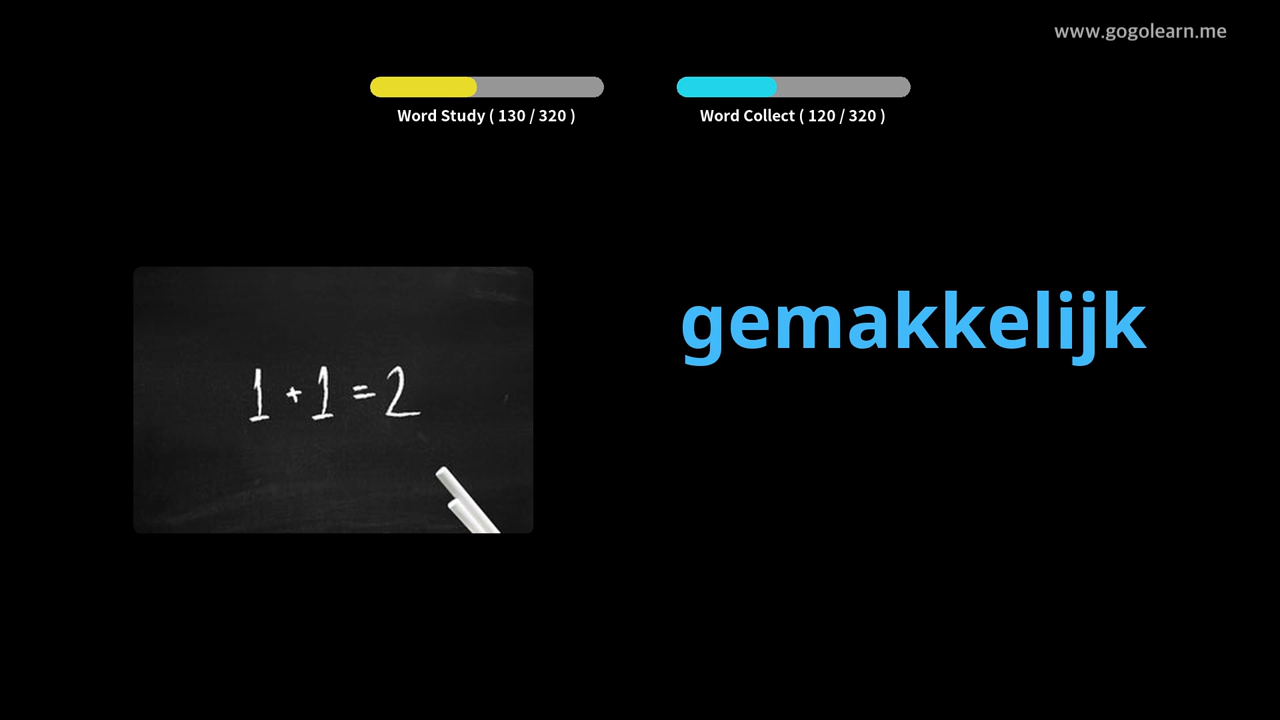 www.gogolearn.me
Word Study ( 130 / 320 )
Word Collect ( 120 / 320 )
gemakkelijk
1 + 1 = 2